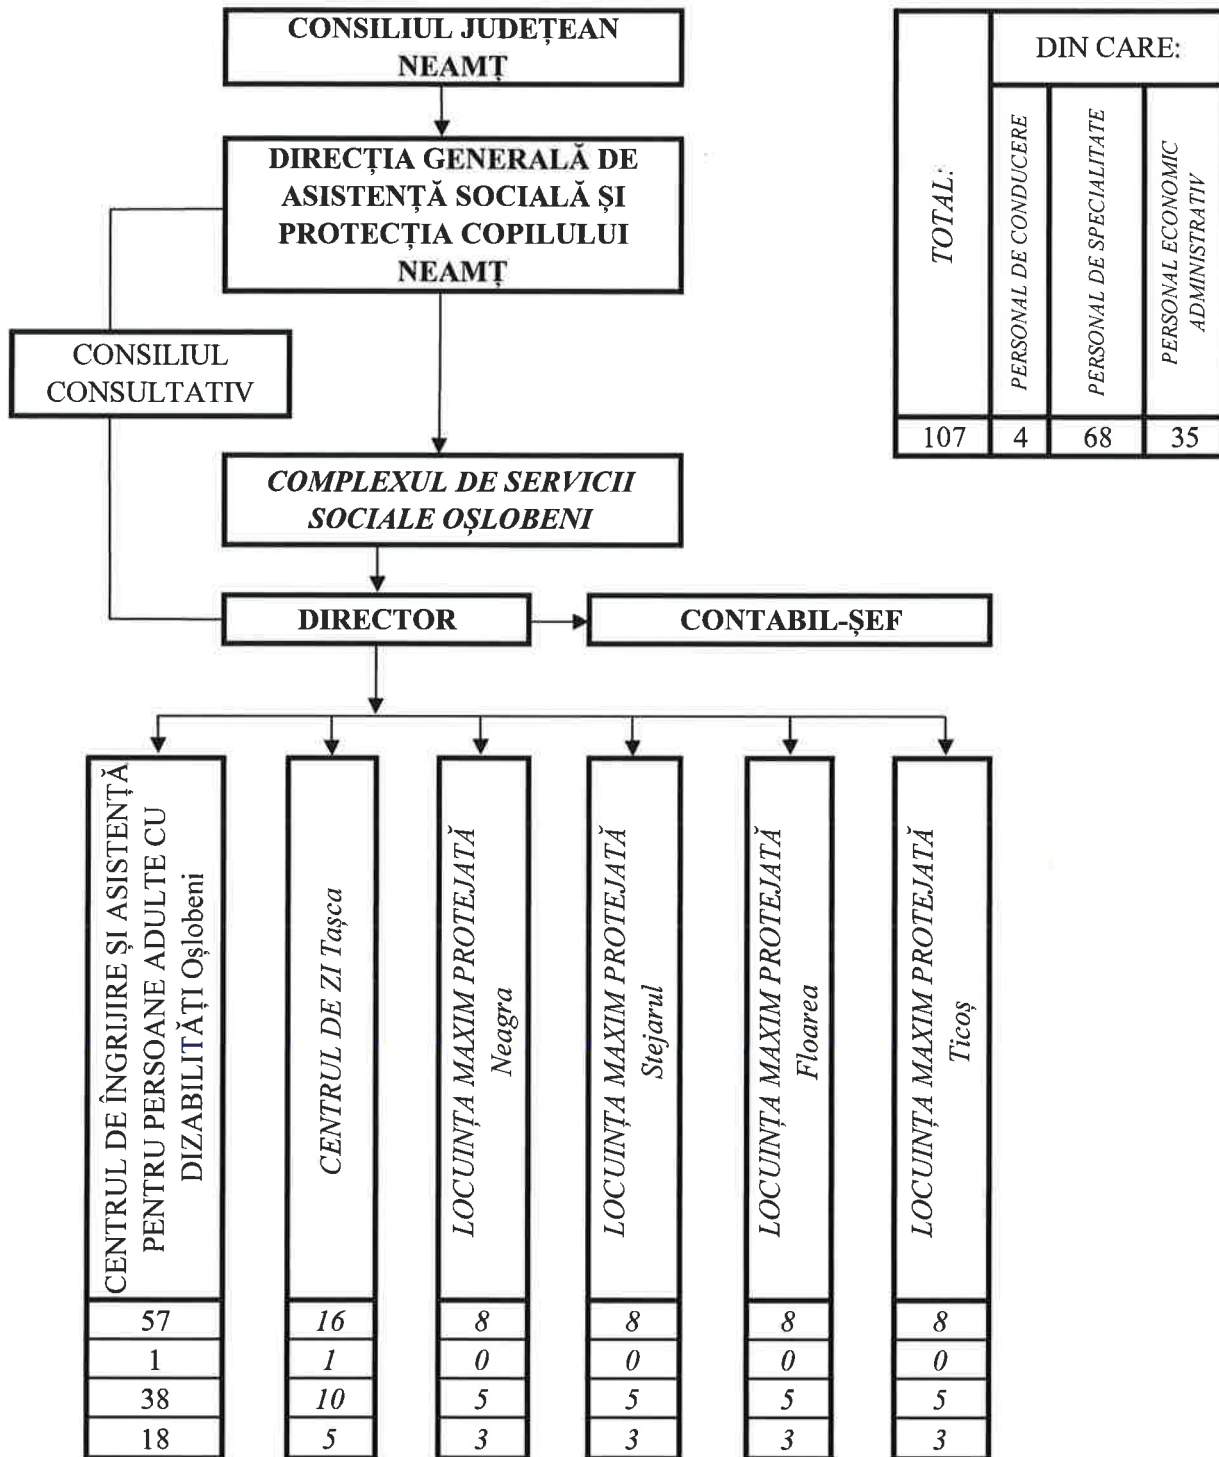 CONSILIUL JUDEȚEAN
NEAMȚ
DIRECȚIA GENERALĂ DE
ASISTENȚĂ SOCIALĂ ȘI
PROTECȚIA COPILULUI
NEAMȚ
CONSILIUL
CONSULTATIV
COMPLEXUL DE SERVICII
SOCIALE OȘLOBENI
DIRECTOR
CONTABIL-ȘEF
TOTAL:
DIN CARE:
PERSONAL DE CONDUCERE
PERSONAL DE SPECIALITATE
PERSONAL ECONOMIC
ADMINISTRATIV
107 4 68 35
CENTRUL DE ÎNGRIJIRE ȘI ASISTENȚĂ
PENTRU PERSOANE ADULTE CU
DIZABILITĂȚI Oșlobeni
CENTRUL DE ZI Tașca
LOCUINȚA MAXIM PROTEJATĂ
Neagra
LOCUINȚA MAXIM PROTEJATĂ
Stejarul
LOCUINȚA MAXIM PROTEJATĂ
Floarea
LOCUINȚA MAXIM PROTEJATĂ
Ticoș
57 16 8 8 8 8
1 1 0 0 0 0
38 10 5 5 5 5
18 5 3 3 3 3